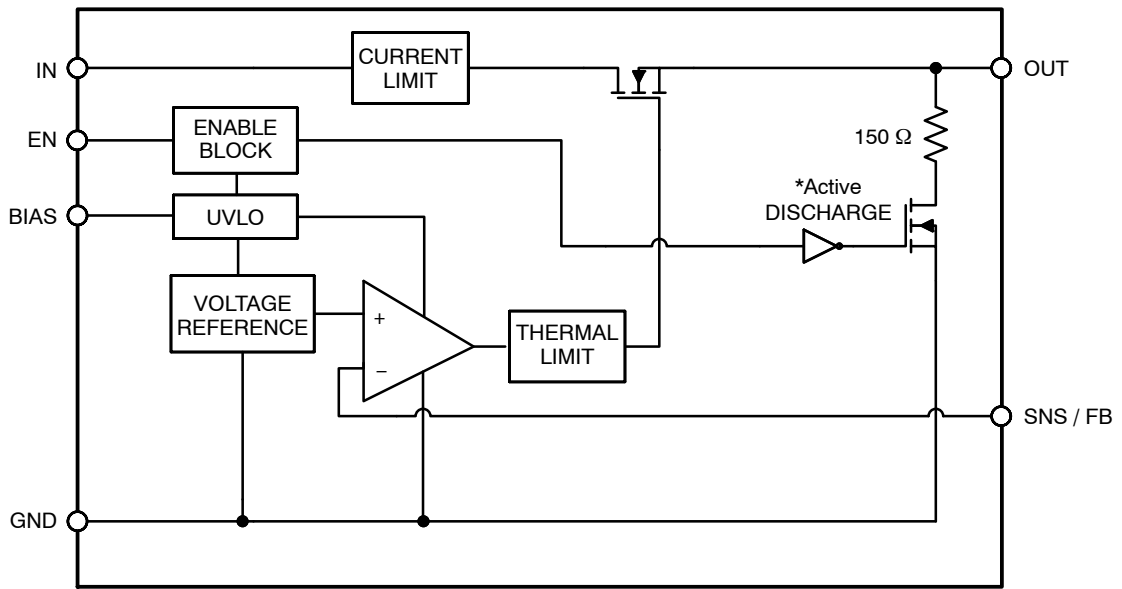 IN
CURRENT
LIMIT
OUT
EN
ENABLE
BLOCK
150 Ω
BIAS
UVLO
*Active
DISCHARGE
VOLTAGE
REFERENCE
+
−
THERMAL
LIMIT
SNS / FB
GND